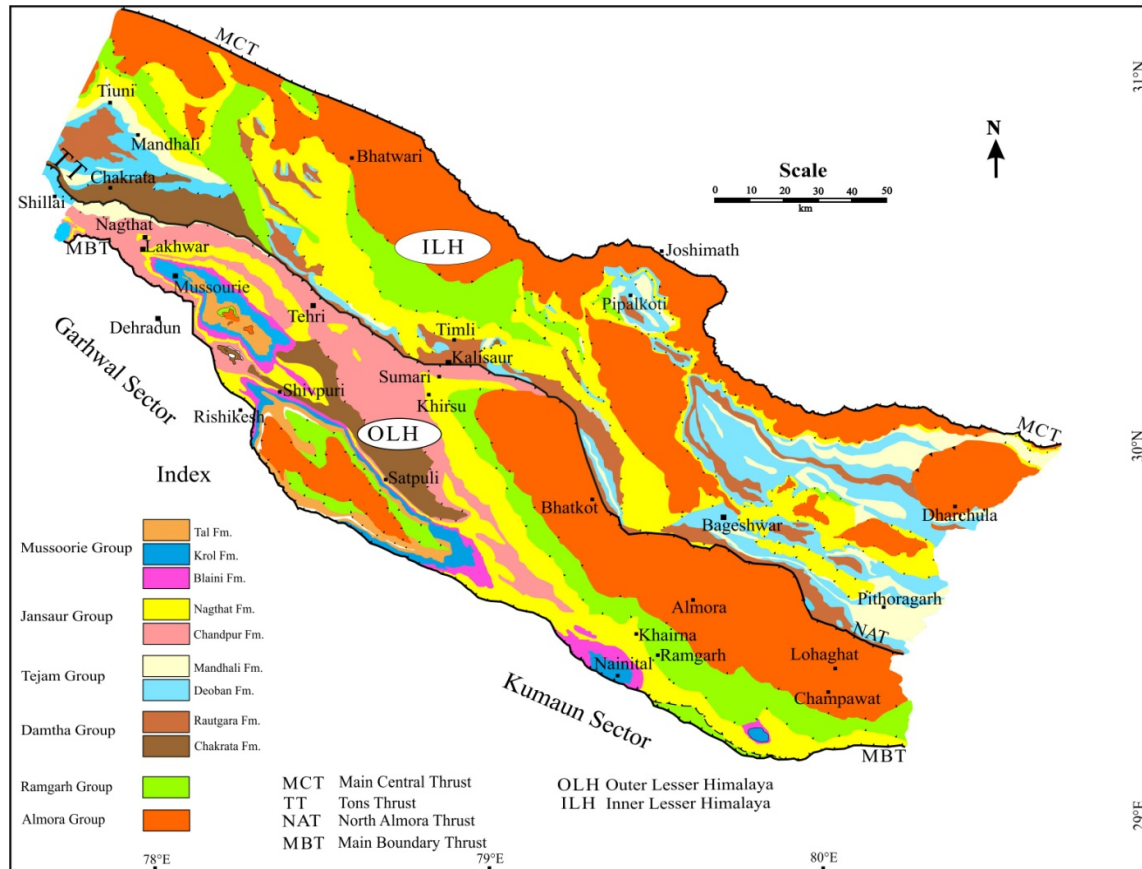 MCT
31°N
Tiuni
Mandhali
Bhatwari
N
TT
Chakrata
Scale
0 10 20 30 40 50
km
Shillai
Nagthat
Lakhwar
MBT
ILH
Joshimath
Mussourie
Pipalkoti
Dehradun
Tehri
Timli
Kalisaur
Garhwal Sector
Sumari
Shivpuri
Khirsu
Rishikesh
OLH
MCT
30°N
Satpuli
Bhatkot
Bageshwar
Dharchula
Index
Mussoorie Group
Tal Fm.
Krol Fm.
Blaini Fm.
Jansaur Group
Nagthat Fm.
Chandpur Fm.
Tejam Group
Mandhali Fm.
Deoban Fm.
Damtha Group
Rautgara Fm.
Chakrata Fm.
Ramgarh Group
Almora Group
Almora
Pithoragarh
NAT
Khairna
Ramgarh
Lohaghat
Nainital
Champawat
Kumaun Sector
MBT
MCT Main Central Thrust
TT Tons Thrust
NAT North Almora Thrust
MBT Main Boundary Thrust
OLH Outer Lesser Himalaya
ILH Inner Lesser Himalaya
29°N
78°E
79°E
80°E